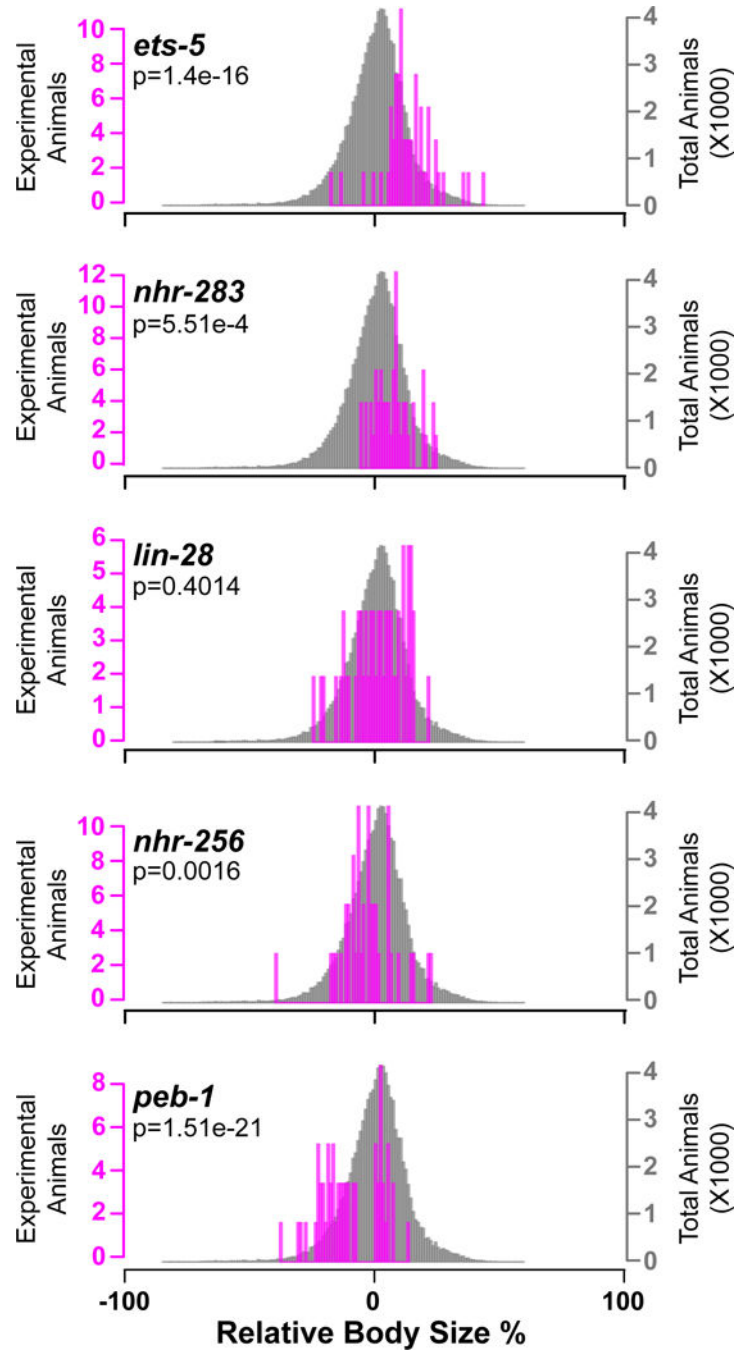 ets-5
p=1.4e-16
Experimental
Animals
10
8
6
4
2
0
4
3
2
1
0
Total Animals
(X1000)
nhr-283
p=5.51e-4
Experimental
Animals
12
10
8
6
4
2
0
4
3
2
1
0
Total Animals
(X1000)
lin-28
p=0.4014
Experimental
Animals
6
5
4
3
2
1
0
4
3
2
1
0
Total Animals
(X1000)
nhr-256
p=0.0016
Experimental
Animals
10
8
6
4
2
0
4
3
2
1
0
Total Animals
(X1000)
peb-1
p=1.51e-21
Experimental
Animals
8
6
4
2
0
4
3
2
1
0
Total Animals
(X1000)
-100 0 100
Relative Body Size %